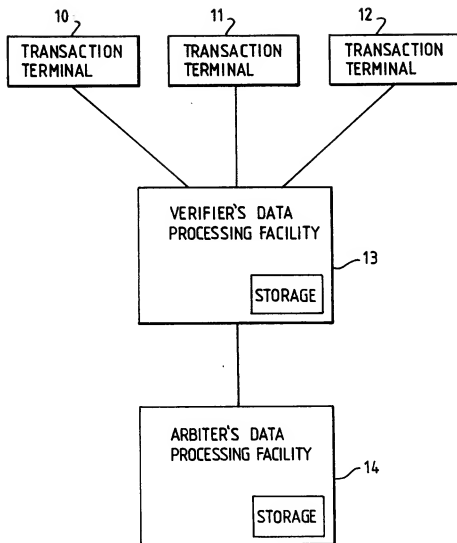 10
11
12
TRANSACTION
TERMINAL
TRANSACTION
TERMINAL
TRANSACTION
TERMINAL
VERIFIER'S DATA
PROCESSING FACILITY
13
STORAGE
ARBITER'S DATA
PROCESSING FACILITY
14
STORAGE